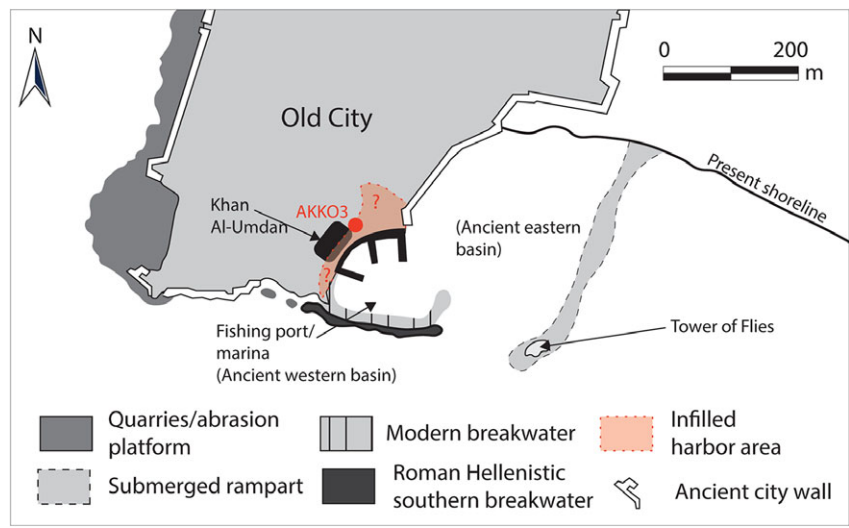 N
0 200
m
Old City
Present shoreline
Khan
Al-Umdan
AKKO3
?
?
(Ancient eastern
basin)
Fishing port/
marina
(Ancient western basin)
Tower of Flies
Quarries/abrasion
platform
Modern breakwater
Infilled
harbor area
Submerged rampart
Roman Hellenistic
southern breakwater
Ancient city wall